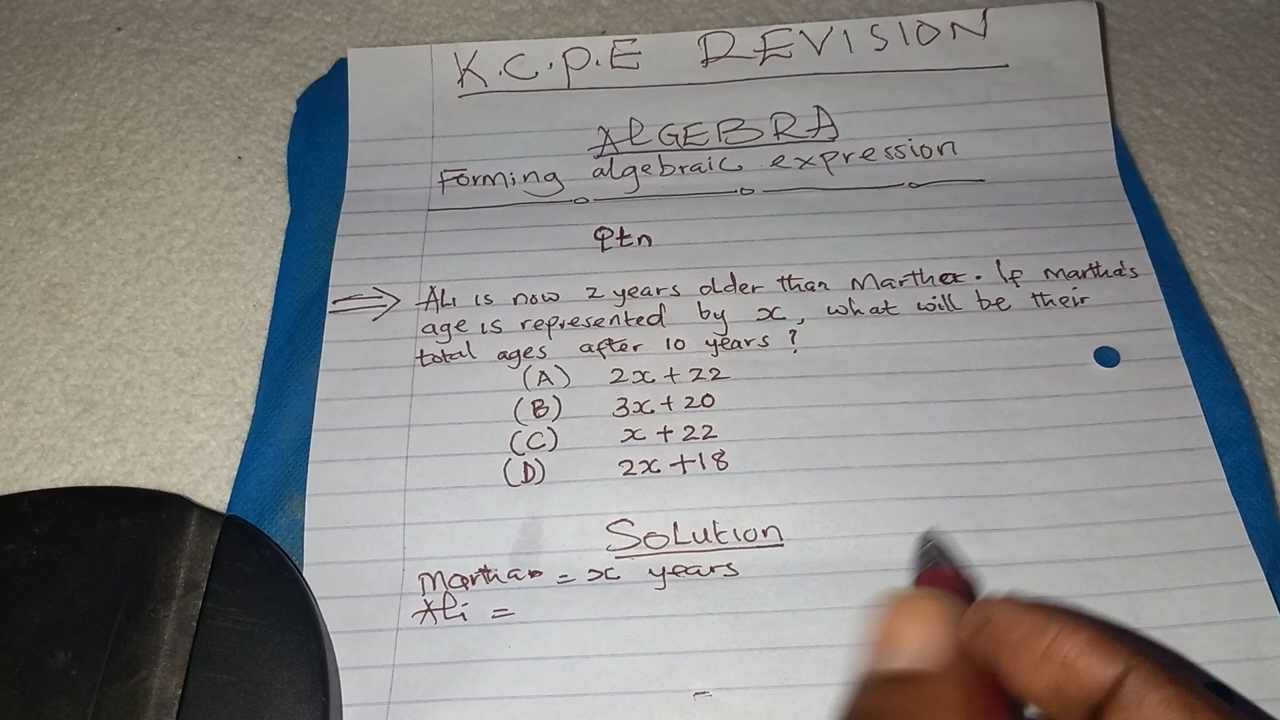 K.C.P.E REVISION
ALGEBRA
Forming algebraic expression
Qtn
Ali is now 2 years older than Marther. If martha's
age is represented by x, what will be their
total ages after 10 years?
(A) 2x + 22
(B) 3x + 20
(C) x + 22
(D) 2x + 18
Solution
Martha = x years
Ali =